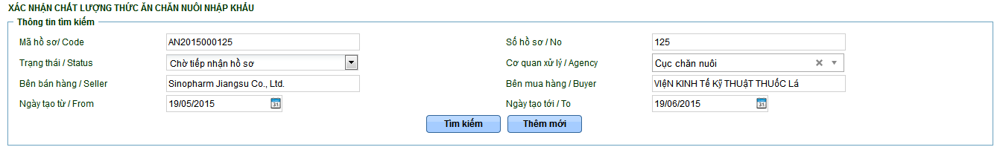 XÁC NHẬN CHẤT LƯỢNG THỨC ĂN CHĂN NUÔI NHẬP KHẨU
Thông tin tìm kiếm
Mã hồ sơ/ Code AN2015000125 Số hồ sơ / No 125
Trạng thái / Status Chờ tiếp nhận hồ sơ Cơ quan xử lý / Agency Cục chăn nuôi
Bên bán hàng / Seller Sinopharm Jiangsu Co., Ltd. Bên mua hàng / Buyer VIệN KINH Tế Kỹ THUậT THUốC Lá
Ngày tạo từ / From 19/05/2015 31 Ngày tạo tới / To 19/06/2015 31
Tìm kiếm Thêm mới